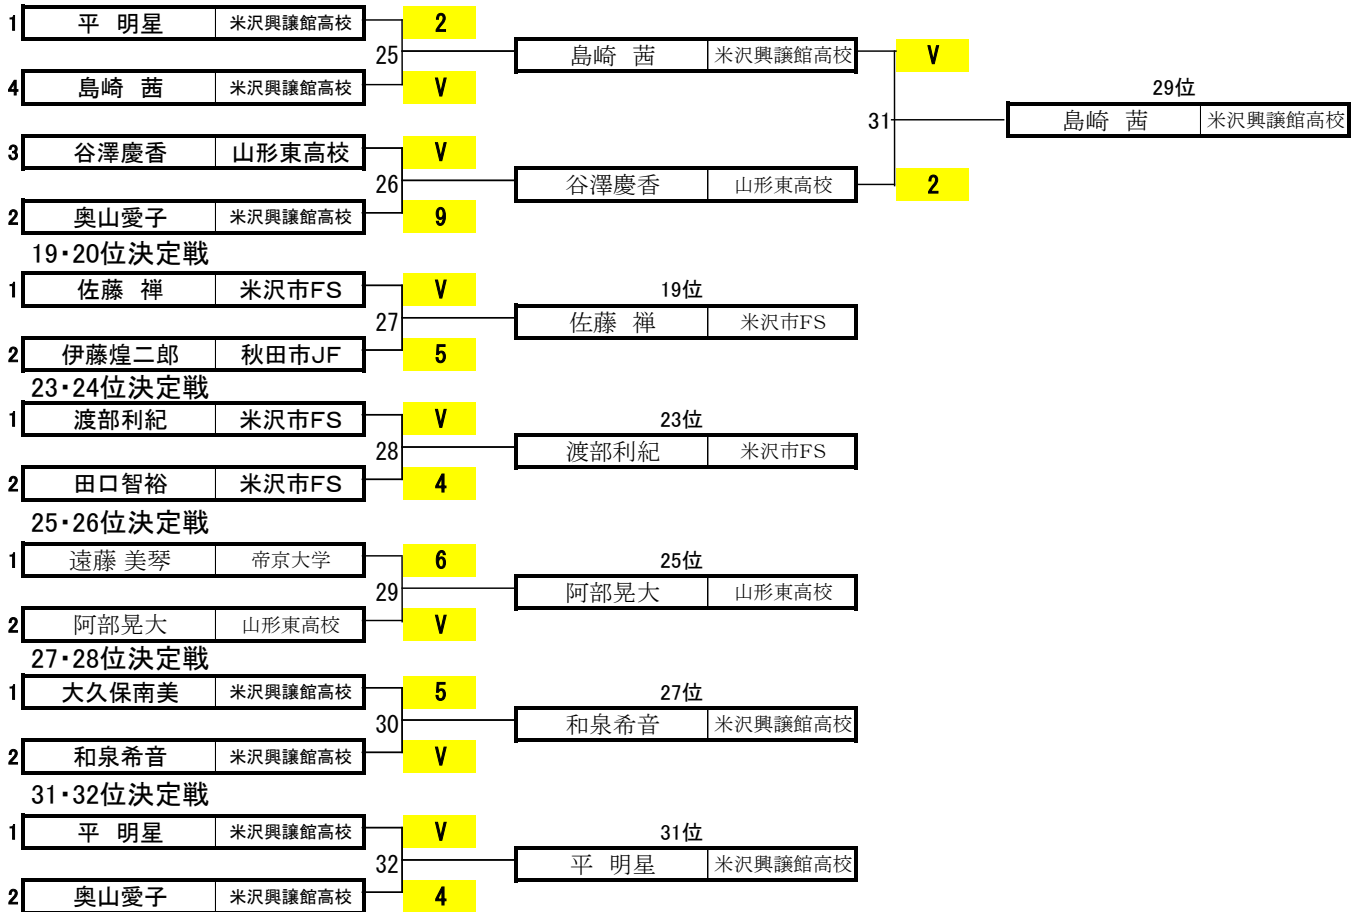 1 平 明星 米沢興譲館高校 2
25 島崎 茜 米沢興譲館高校 V
4 島崎 茜 米沢興譲館高校 V
29位
31 島崎 茜 米沢興譲館高校
3 谷澤慶香 山形東高校 V
26 谷澤慶香 山形東高校 2
2 奥山愛子 米沢興譲館高校 9
19・20位決定戦
1 佐藤 禅 米沢市FS V
19位
27 佐藤 禅 米沢市FS
2 伊藤煌二郎 秋田市JF 5
23・24位決定戦
1 渡部利紀 米沢市FS V
23位
28 渡部利紀 米沢市FS
2 田口智裕 米沢市FS 4
25・26位決定戦
1 遠藤 美琴 帝京大学 6
25位
29 阿部晃大 山形東高校
2 阿部晃大 山形東高校 V
27・28位決定戦
1 大久保南美 米沢興譲館高校 5
27位
30 和泉希音 米沢興譲館高校
2 和泉希音 米沢興譲館高校 V
31・32位決定戦
1 平 明星 米沢興譲館高校 V
31位
32 平 明星 米沢興譲館高校
2 奥山愛子 米沢興譲館高校 4